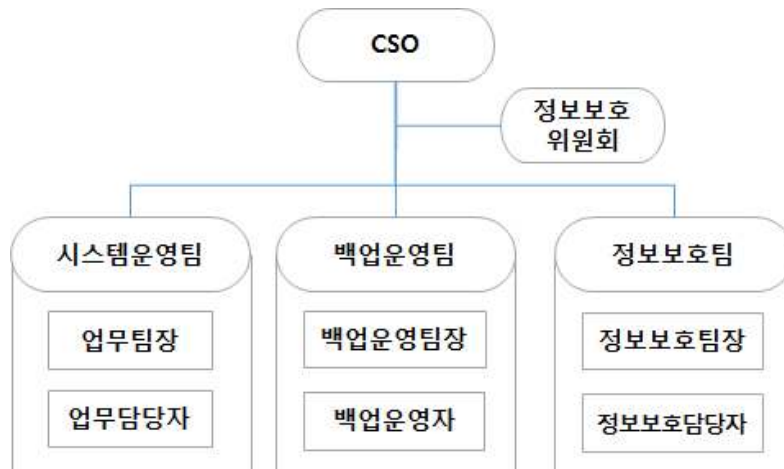 CSO
정보보호
위원회
시스템운영팀
백업운영팀
정보보호팀
업무팀장
백업운영팀장
정보보호팀장
업무담당자
백업운영자
정보보호담당자